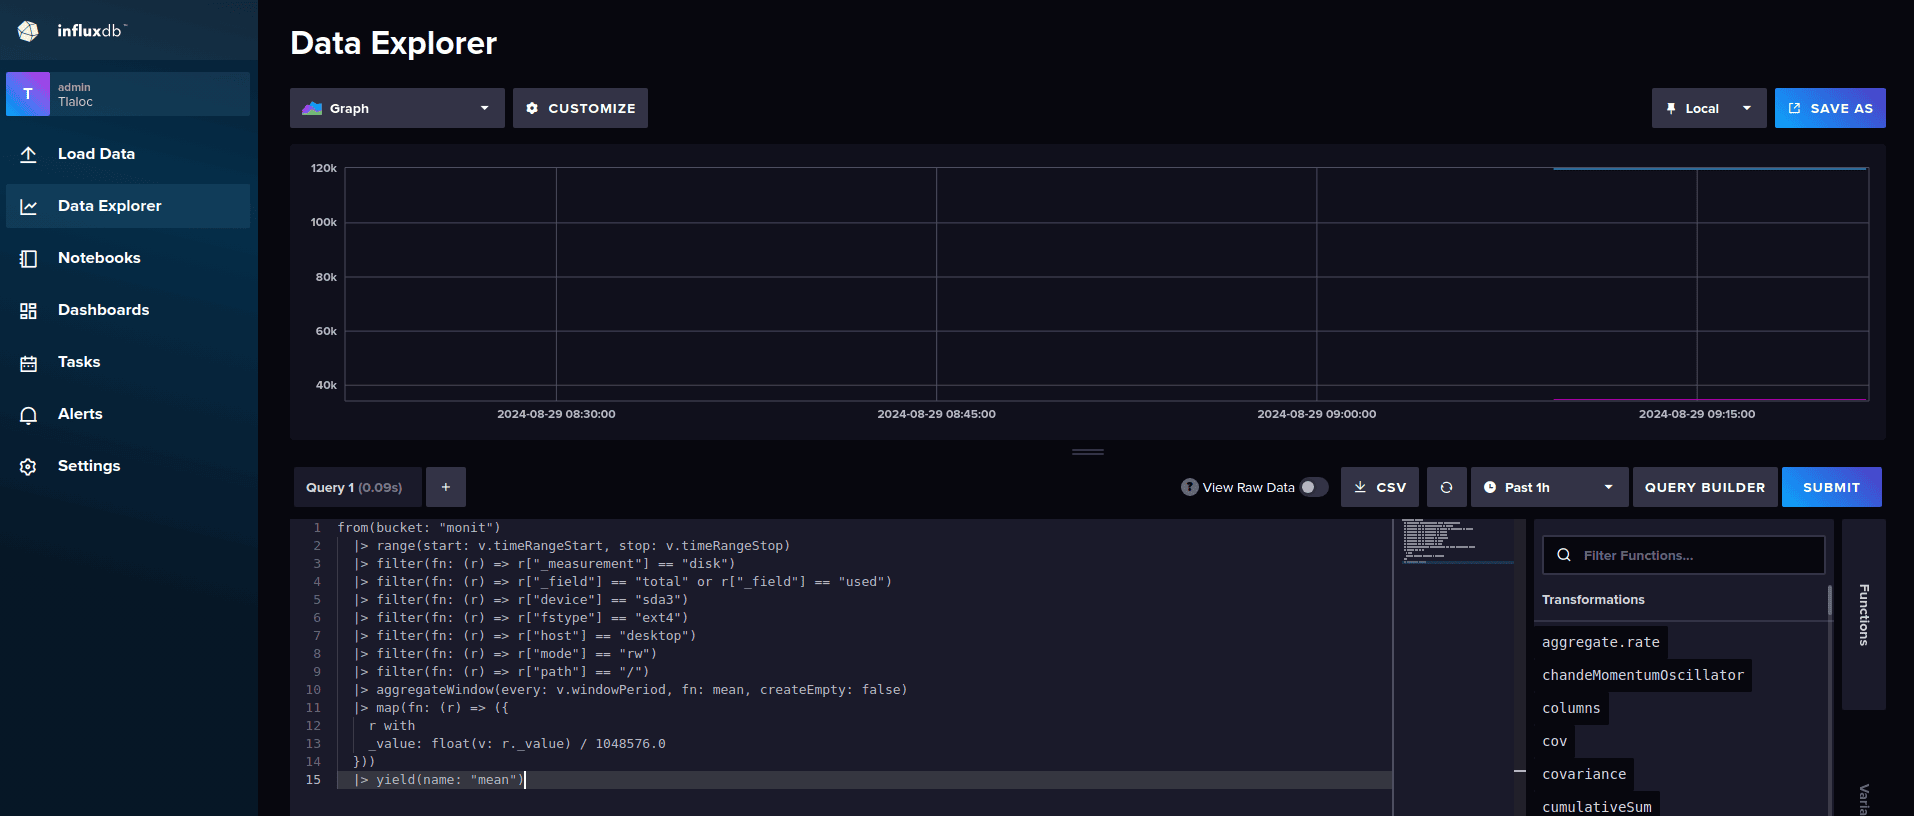 influxdb™
T
admin
Tlaloc
Load Data
Data Explorer
Notebooks
Dashboards
Tasks
Alerts
Settings
Data Explorer
Graph
CUSTOMIZE
Local
SAVE AS
120k
100k
80k
60k
40k
2024-08-29 08:30:00
2024-08-29 08:45:00
2024-08-29 09:00:00
2024-08-29 09:15:00
Query 1 (0.09s)
+
? View Raw Data
CSV
Past 1h
QUERY BUILDER
SUBMIT
1 from(bucket: "monit")
2   |> range(start: v.timeRangeStart, stop: v.timeRangeStop)
3   |> filter(fn: (r) => r["_measurement"] == "disk")
4   |> filter(fn: (r) => r["_field"] == "total" or r["_field"] == "used")
5   |> filter(fn: (r) => r["device"] == "sda3")
6   |> filter(fn: (r) => r["fstype"] == "ext4")
7   |> filter(fn: (r) => r["host"] == "desktop")
8   |> filter(fn: (r) => r["mode"] == "rw")
9   |> filter(fn: (r) => r["path"] == "/")
10   |> aggregateWindow(every: v.windowPeriod, fn: mean, createEmpty: false)
11   |> map(fn: (r) => ({
12     r with
13     _value: float(v: r._value) / 1048576.0
14   }))
15   |> yield(name: "mean")
Filter Functions...
Transformations
aggregate.rate
chandeMomentumOscillator
columns
cov
covariance
cumulativeSum
Functions
Varia